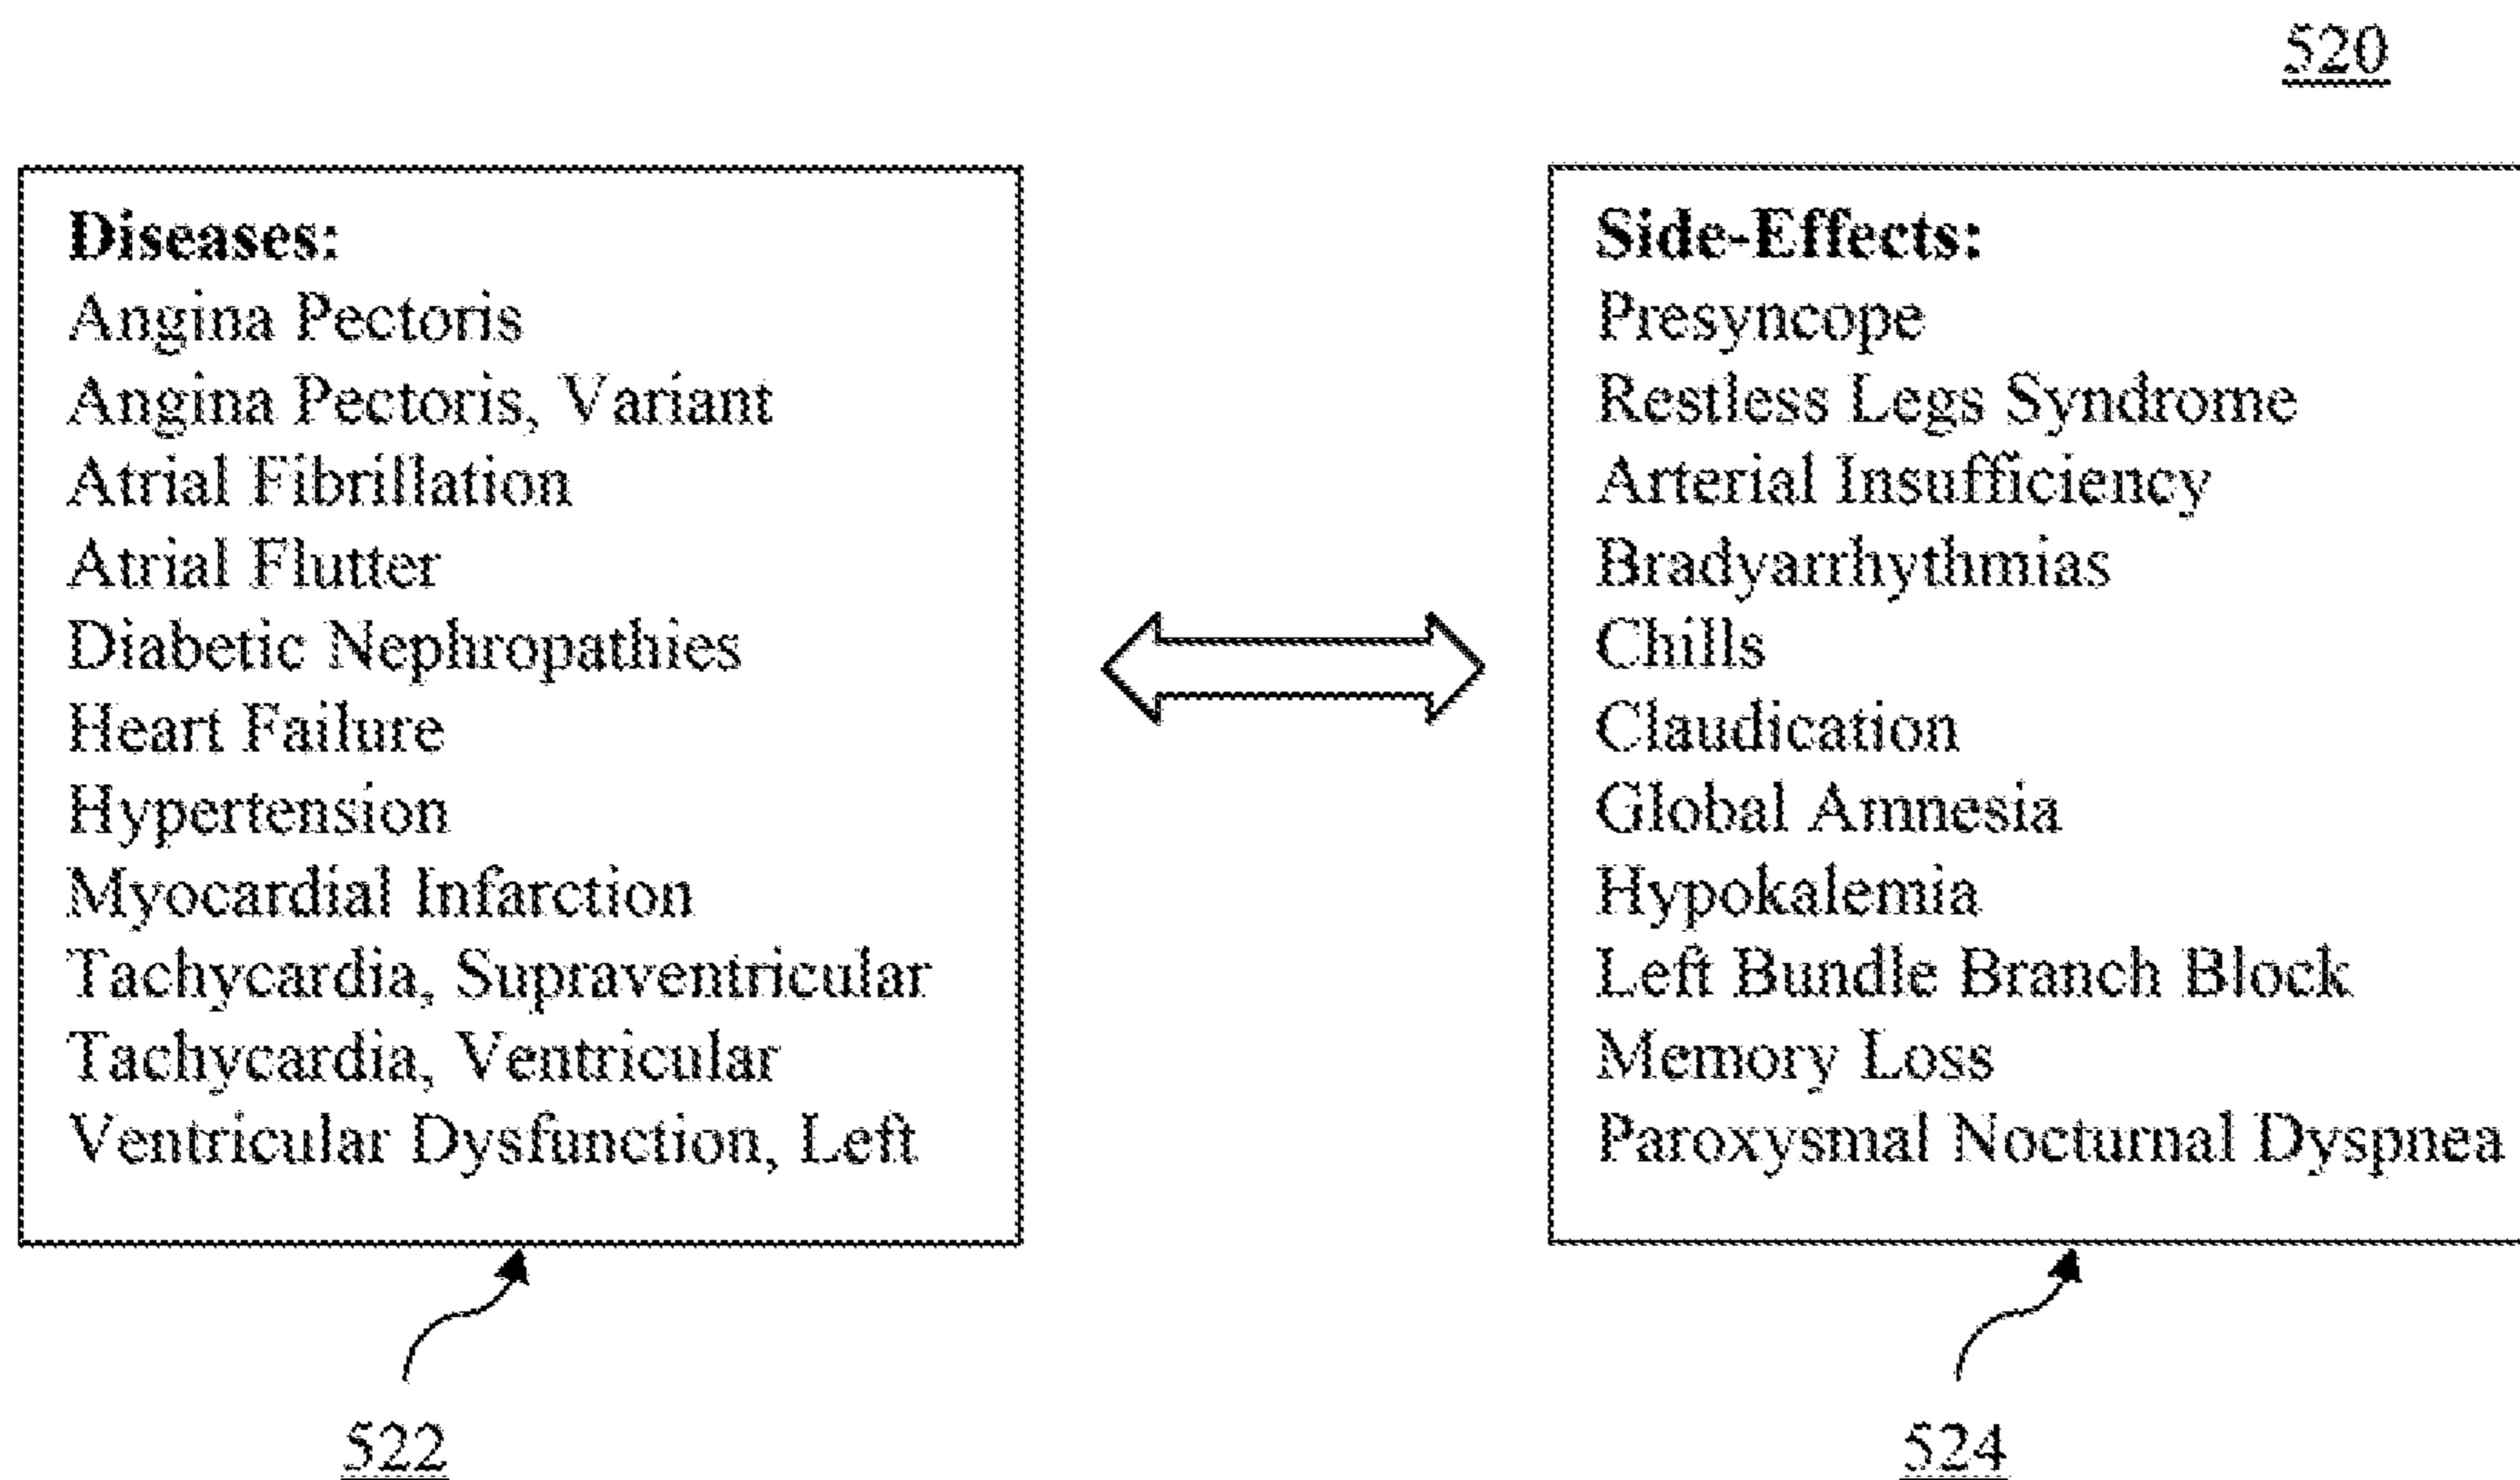 520
Diseases:
Angina Pectoris
Angina Pectoris, Variant
Atrial Fibrillation
Atrial Flutter
Diabetic Nephropathies
Heart Failure
Hypertension
Myocardial Infarction
Tachycardia, Supraventricular
Tachycardia, Ventricular
Ventricular Dysfunction, Left
Side-Effects:
Presyncope
Restless Legs Syndrome
Arterial Insufficiency
Bradyarrhythmias
Chills
Claudication
Global Amnesia
Hypokalemia
Left Bundle Branch Block
Memory Loss
Paroxysmal Nocturnal Dyspnea
522
524